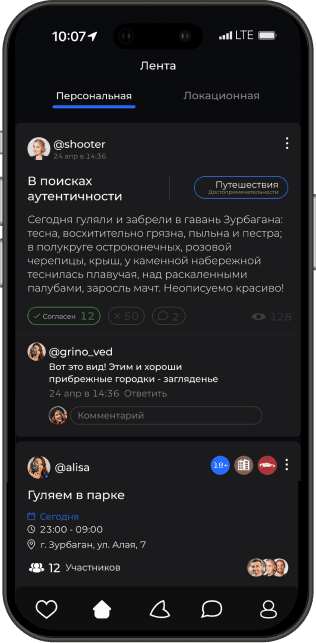 10:07
LTE
Лента
Персональная
Локационная
@shooter
24 апр в 14:36
В поисках
аутентичности
Путешествия
Достопримечательности
Сегодня гуляли и забрели в гавань Зурбагана:
тесна, восхитительно грязна, пыльна и пестра;
в полукруге остроконечных, розовой
черепицы, крыш, у каменной набережной
теснилась плавучая, над раскаленными
палубами, заросль мачт. Неописуемо красиво!
Согласен 12
50
2
128
@grino_ved
Вот это вид! Этим и хороши
прибрежные городки - загляденье
24 апр в 14:36 Ответить
Комментарий
@alisa
18+
Гуляем в парке
Сегодня
23:00 - 09:00
г. Зурбаган, ул. Алая, 7
12 Участников